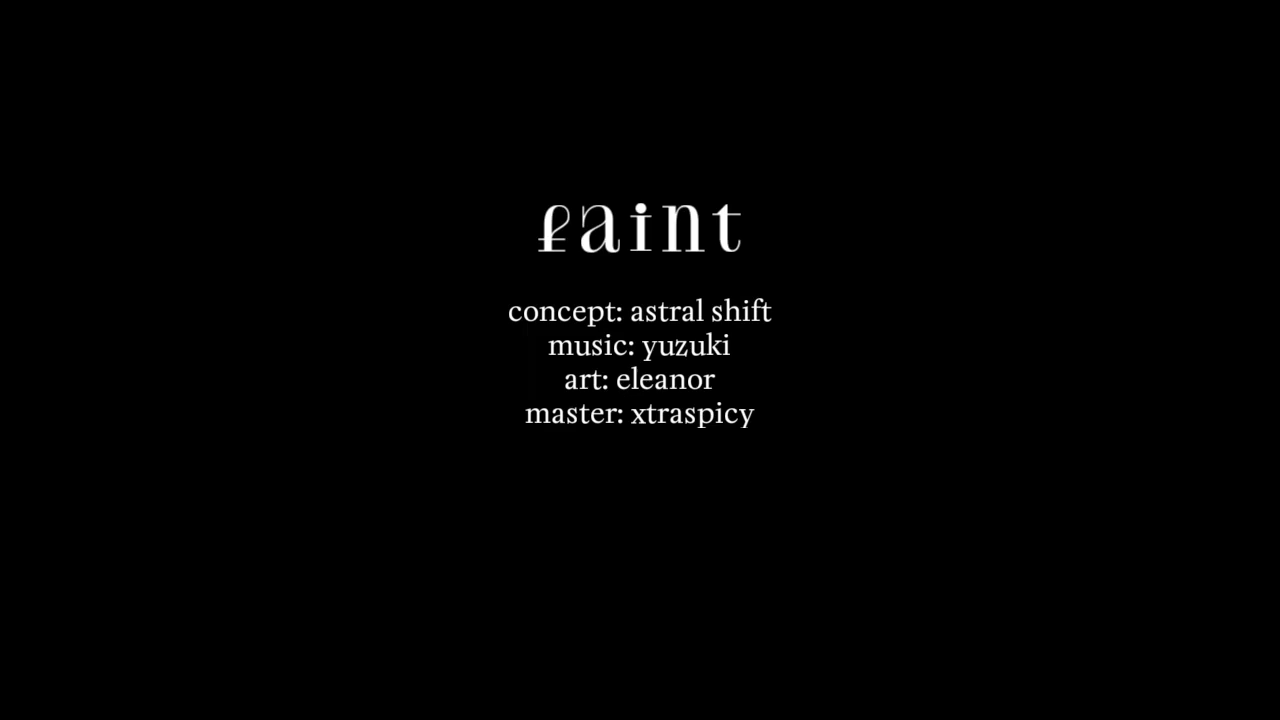 faint
concept: astral shift
music: yuzuki
art: eleanor
master: xtraspicy